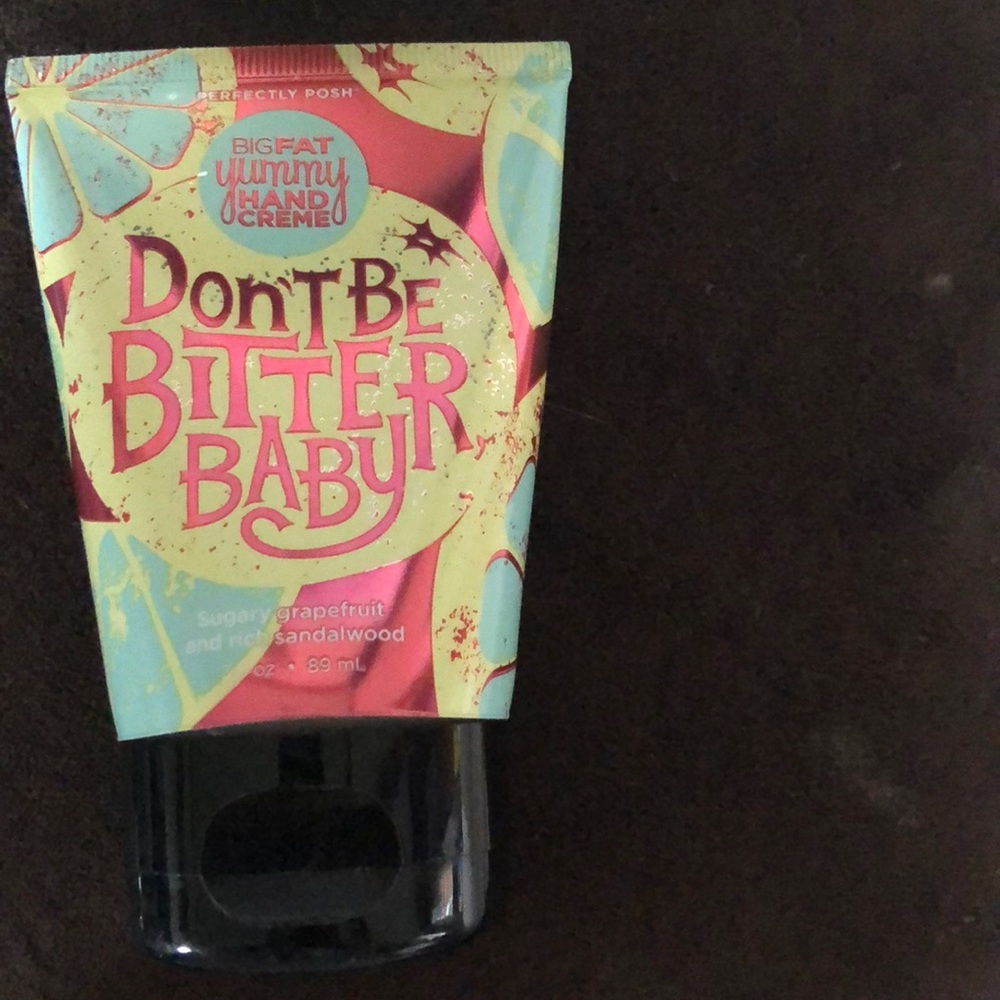 PERFECTLY POSH
BIG FAT
yummy
HAND
CREME
DON'T BE
BITTER
BABY
Sugary grapefruit
and rich sandalwood
oz • 89 mL